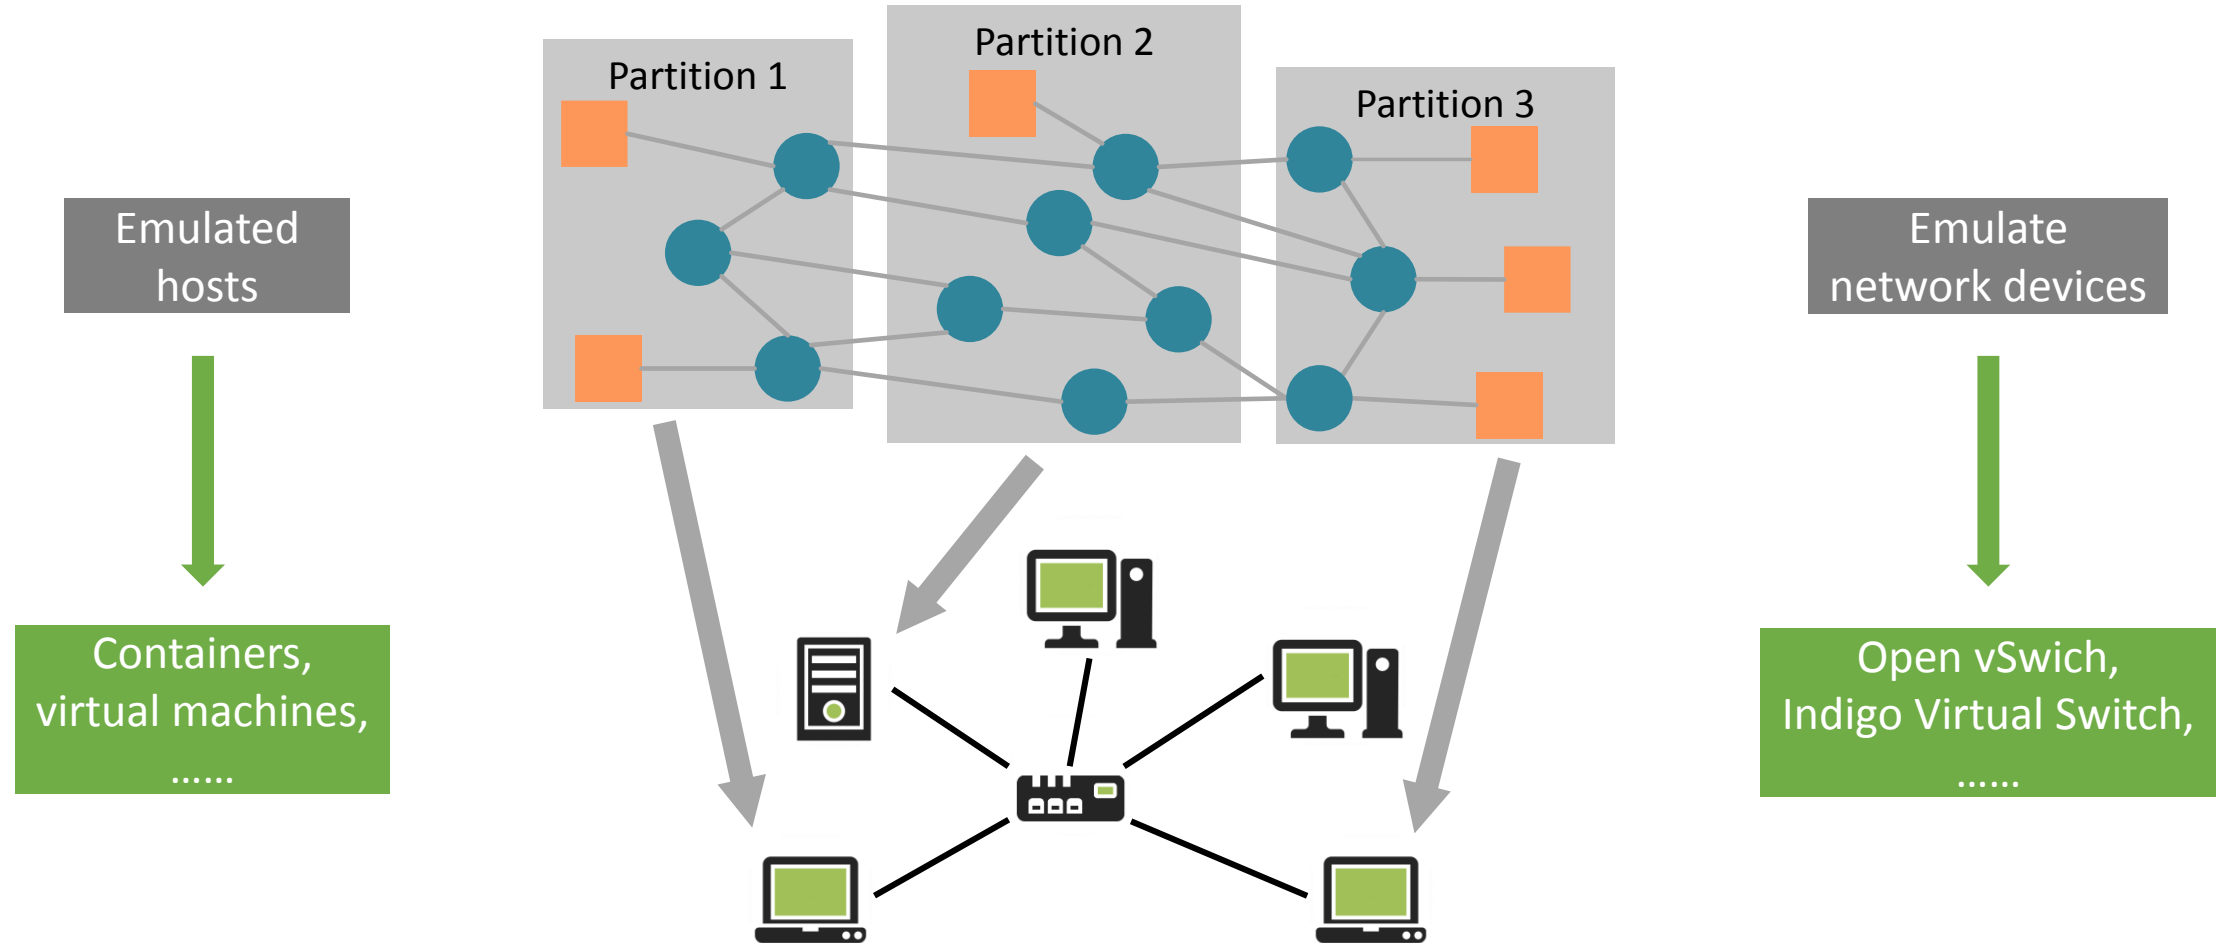 Partition 1
Partition 2
Partition 3
Emulated
hosts
Containers,
virtual machines,
......
Emulate
network devices
Open vSwich,
Indigo Virtual Switch,
......